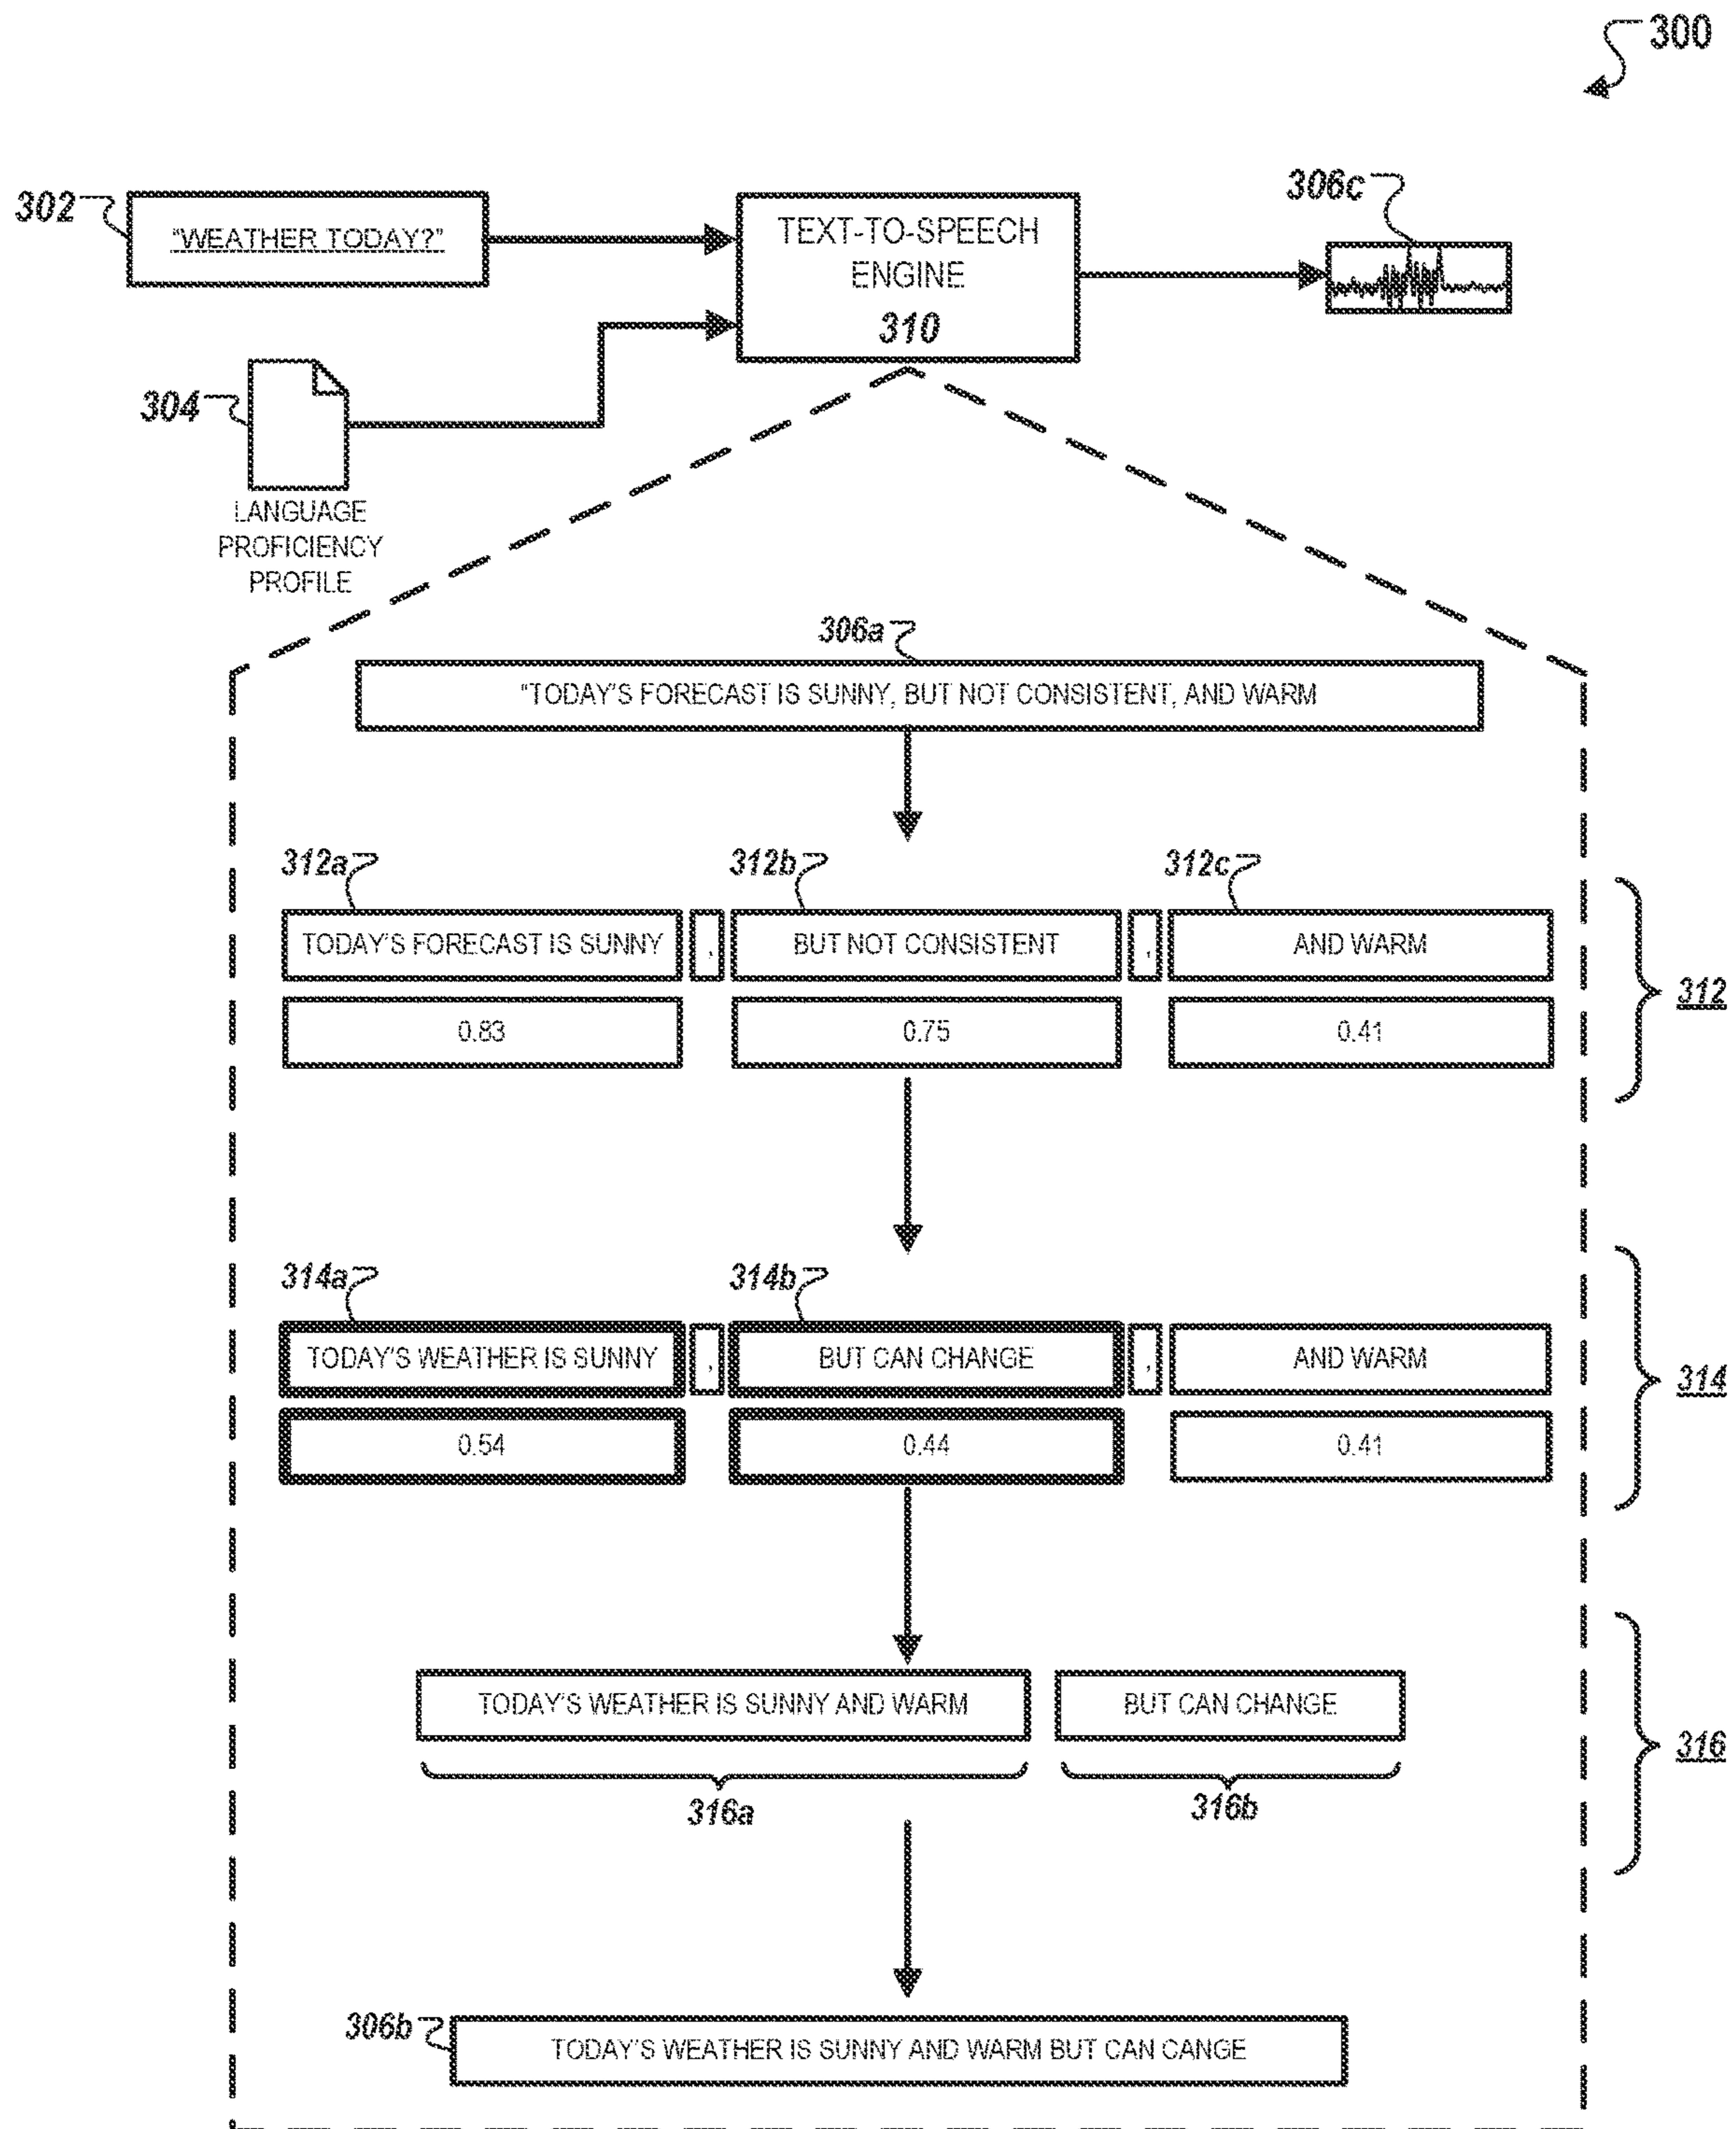 300
302
"WEATHER TODAY?"
TEXT-TO-SPEECH
ENGINE
310
306c
304
LANGUAGE
PROFICIENCY
PROFILE
306a
"TODAY'S FORECAST IS SUNNY, BUT NOT CONSISTENT, AND WARM
312a
312b
312c
TODAY'S FORECAST IS SUNNY , BUT NOT CONSISTENT , AND WARM
0.83 0.75 0.41
312
314a
314b
TODAY'S WEATHER IS SUNNY , BUT CAN CHANGE , AND WARM
0.54 0.44 0.41
314
TODAY'S WEATHER IS SUNNY AND WARM BUT CAN CHANGE
316
316a
316b
306b
TODAY'S WEATHER IS SUNNY AND WARM BUT CAN CANGE